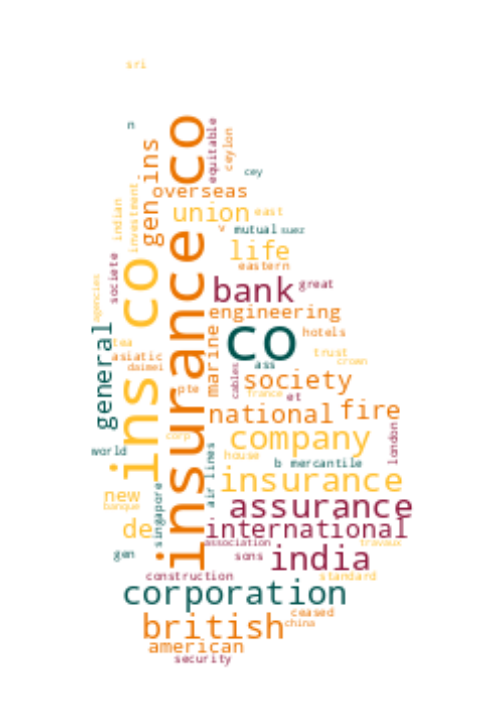 sri
n
equitable
ceylon
gen ins
insurance co
cey
overseas
investment
indian
union
east
v
mutual
suez
life
eastern
societe
ins co
agencies
bank
great
engineering
general
co
hotels
marine
tea
asiatic
daimei
trust
crown
ass
society
cables
pte
france
et
national
fire
corp
company
london
world
airlines
house
b
mercantile
insurance
new
banque
singapore
assurance
de
international
association
travaux
gen
sons
india
construction
standard
corporation
ceased
british
china
american
security